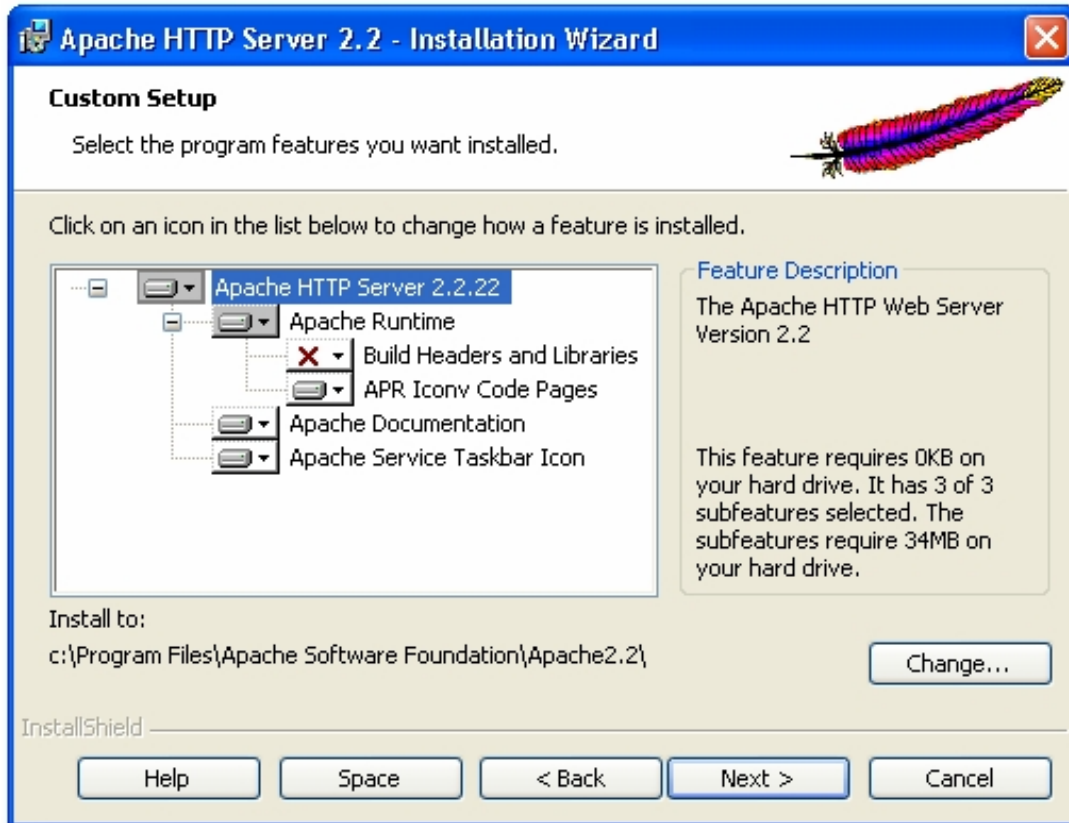 Apache HTTP Server 2.2 - Installation Wizard
Custom Setup
Select the program features you want installed.
Click on an icon in the list below to change how a feature is installed.
Apache HTTP Server 2.2.22
Apache Runtime
Build Headers and Libraries
APR Iconv Code Pages
Apache Documentation
Apache Service Taskbar Icon
Feature Description
The Apache HTTP Web Server
Version 2.2
This feature requires 0KB on
your hard drive. It has 3 of 3
subfeatures selected. The
subfeatures require 34MB on
your hard drive.
Install to:
c:\Program Files\Apache Software Foundation\Apache2.2\
Change...
InstallShield
Help
Space
< Back
Next >
Cancel